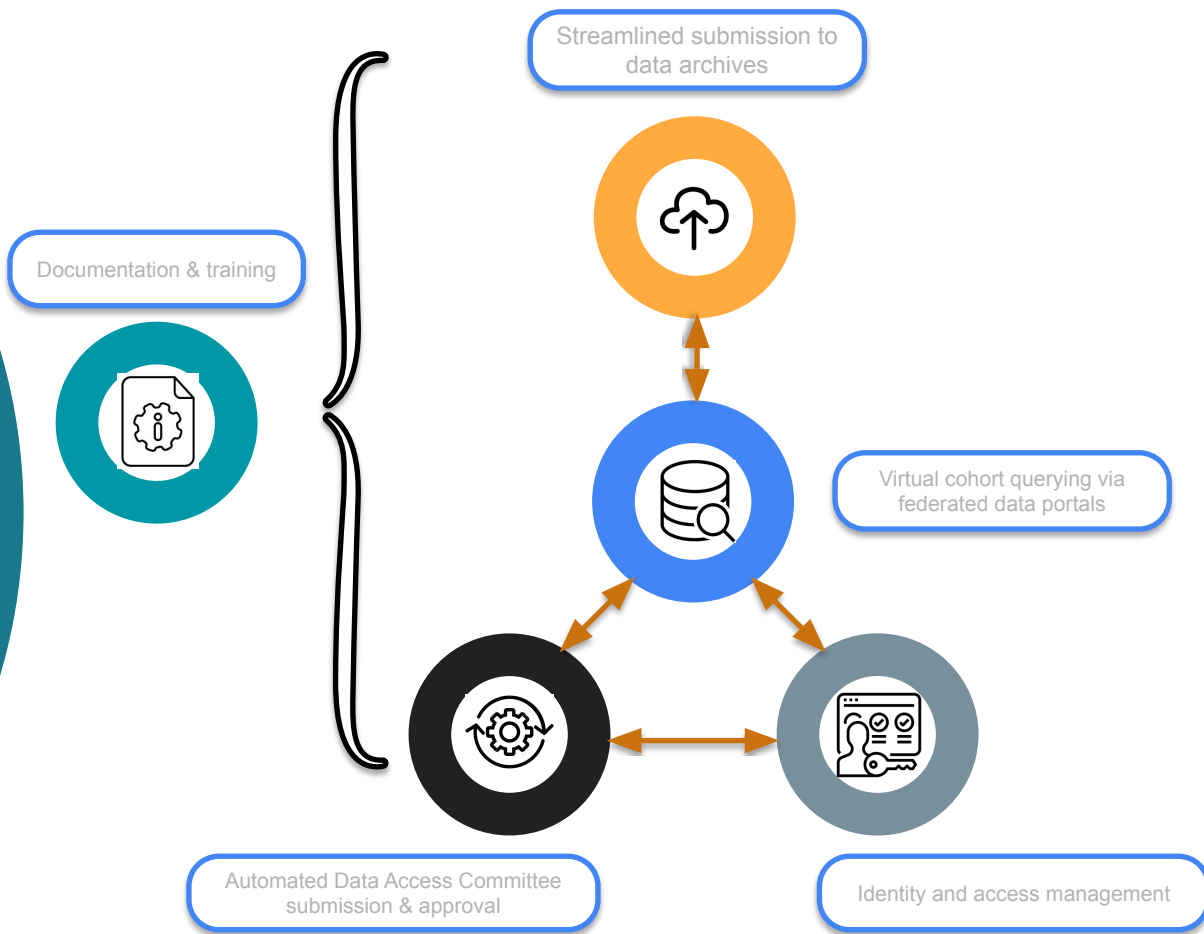 Streamlined submission to
data archives
Documentation & training
Virtual cohort querying via
federated data portals
Automated Data Access Committee
submission & approval
Identity and access management